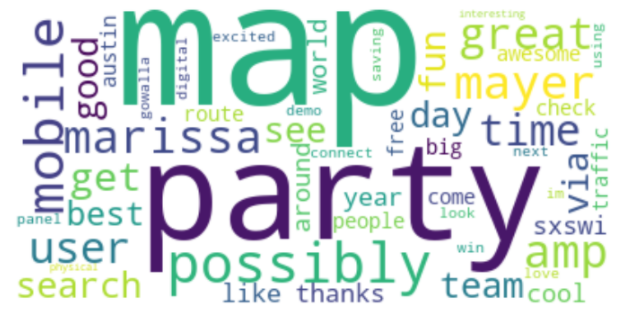 interesting
map
great
mobile
good
austin
gowalla
digital
excited
world
saving
fun
awesome
using
route
demo
mayer
check
marissa
see
free
day
time
big
connect
next
around
via
traffic
get
party
year
come
im
best
people
look
sxswi
panel
user
possibly
win
amp
physical
love
search
like thanks
team
cool